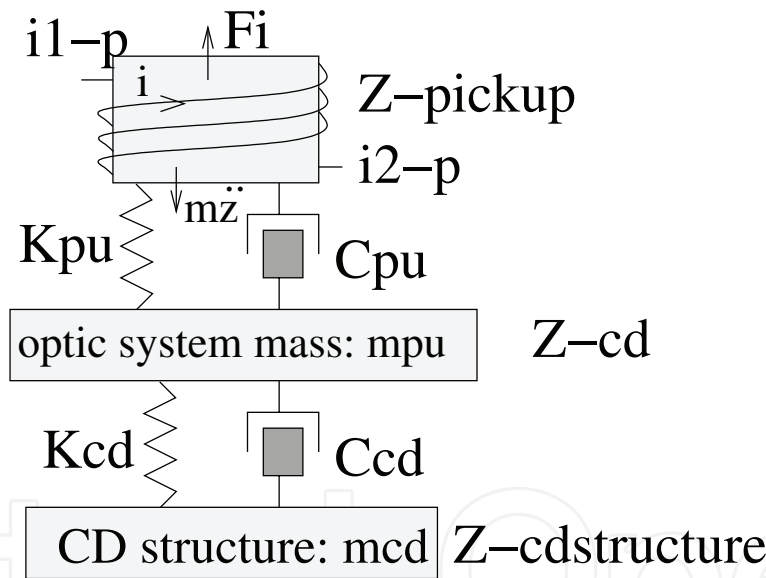 i1−p
Fi
i
Z−pickup
i2−p
mz̈
Kpu
Cpu
optic system mass: mpu
Z−cd
Kcd
Ccd
CD structure: mcd
Z−cdstructure